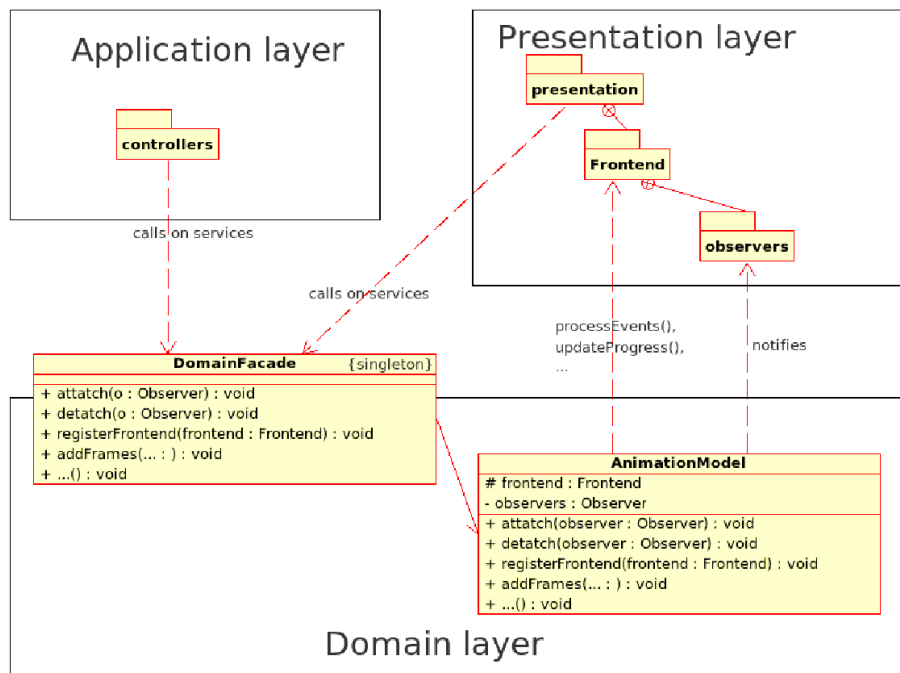 Application layer
Presentation layer
presentation
controllers
Frontend
observers
calls on services
calls on services
processEvents(),
updateProgress(),
...
notifies
DomainFacade {singleton}
+ attatch(o : Observer) : void
+ detatch(o : Observer) : void
+ registerFrontend(frontend : Frontend) : void
+ addFrames(... : ) : void
+ ...() : void
AnimationModel
# frontend : Frontend
- observers : Observer
+ attatch(observer : Observer) : void
+ detatch(observer : Observer) : void
+ registerFrontend(frontend : Frontend) : void
+ addFrames(... : ) : void
+ ...() : void
Domain layer